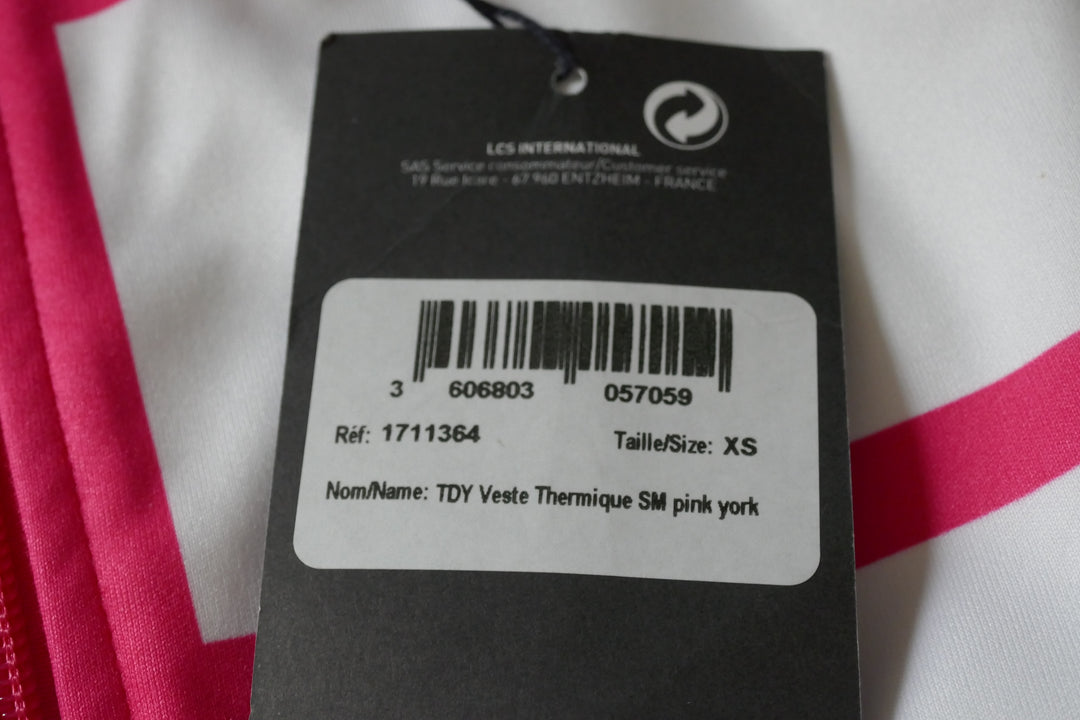 LCS INTERNATIONAL
SAS Service consommateur/Customer service
19 Rue Icare - 67 960 ENTZHEIM - FRANCE
3 606803 057059
Réf: 1711364 Taille/Size: XS
Nom/Name: TDY Veste Thermique SM pink york